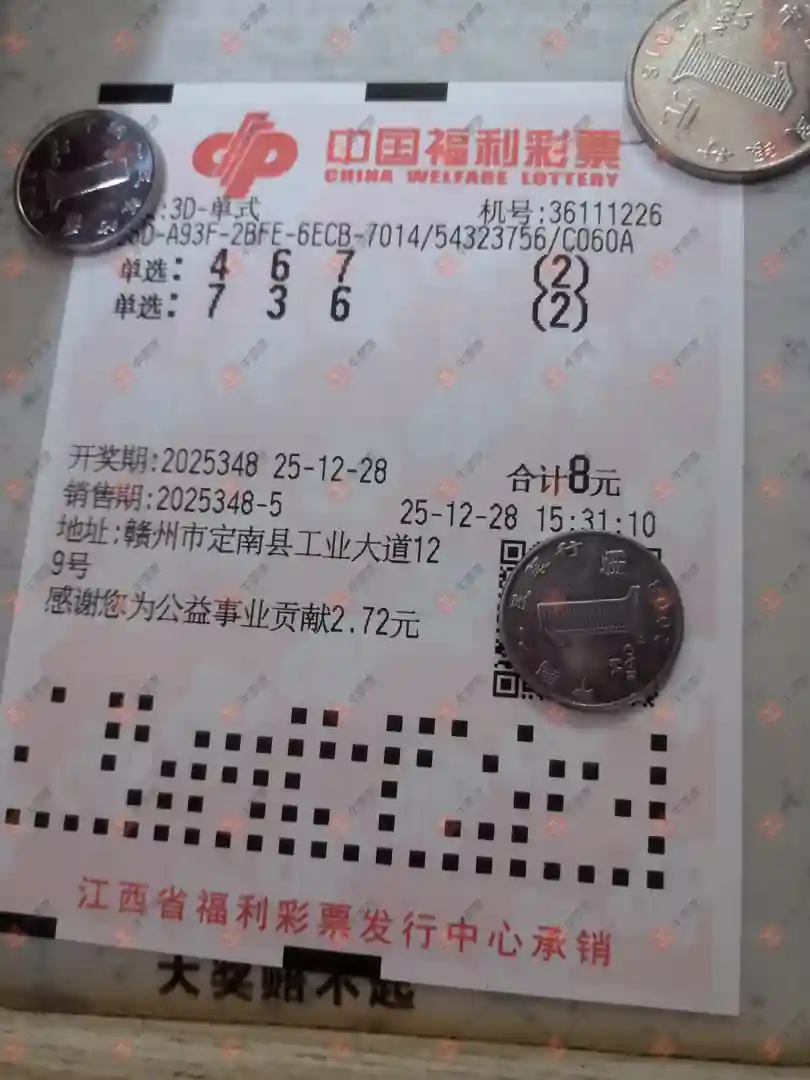 中国福利彩票
CHINA WELFARE LOTTERY
:3D-单式 机号:36111226
6D-A93F-2BFE-6ECB-7014/54323756/C060A
单选: 4 6 7 (2)
单选: 7 3 6 (2)
开奖期:2025348 25-12-28 合计8元
销售期:2025348-5 25-12-28 15:31:10
地址:赣州市定南县工业大道12
9号
感谢您为公益事业贡献2.72元
江西省福利彩票发行中心承销